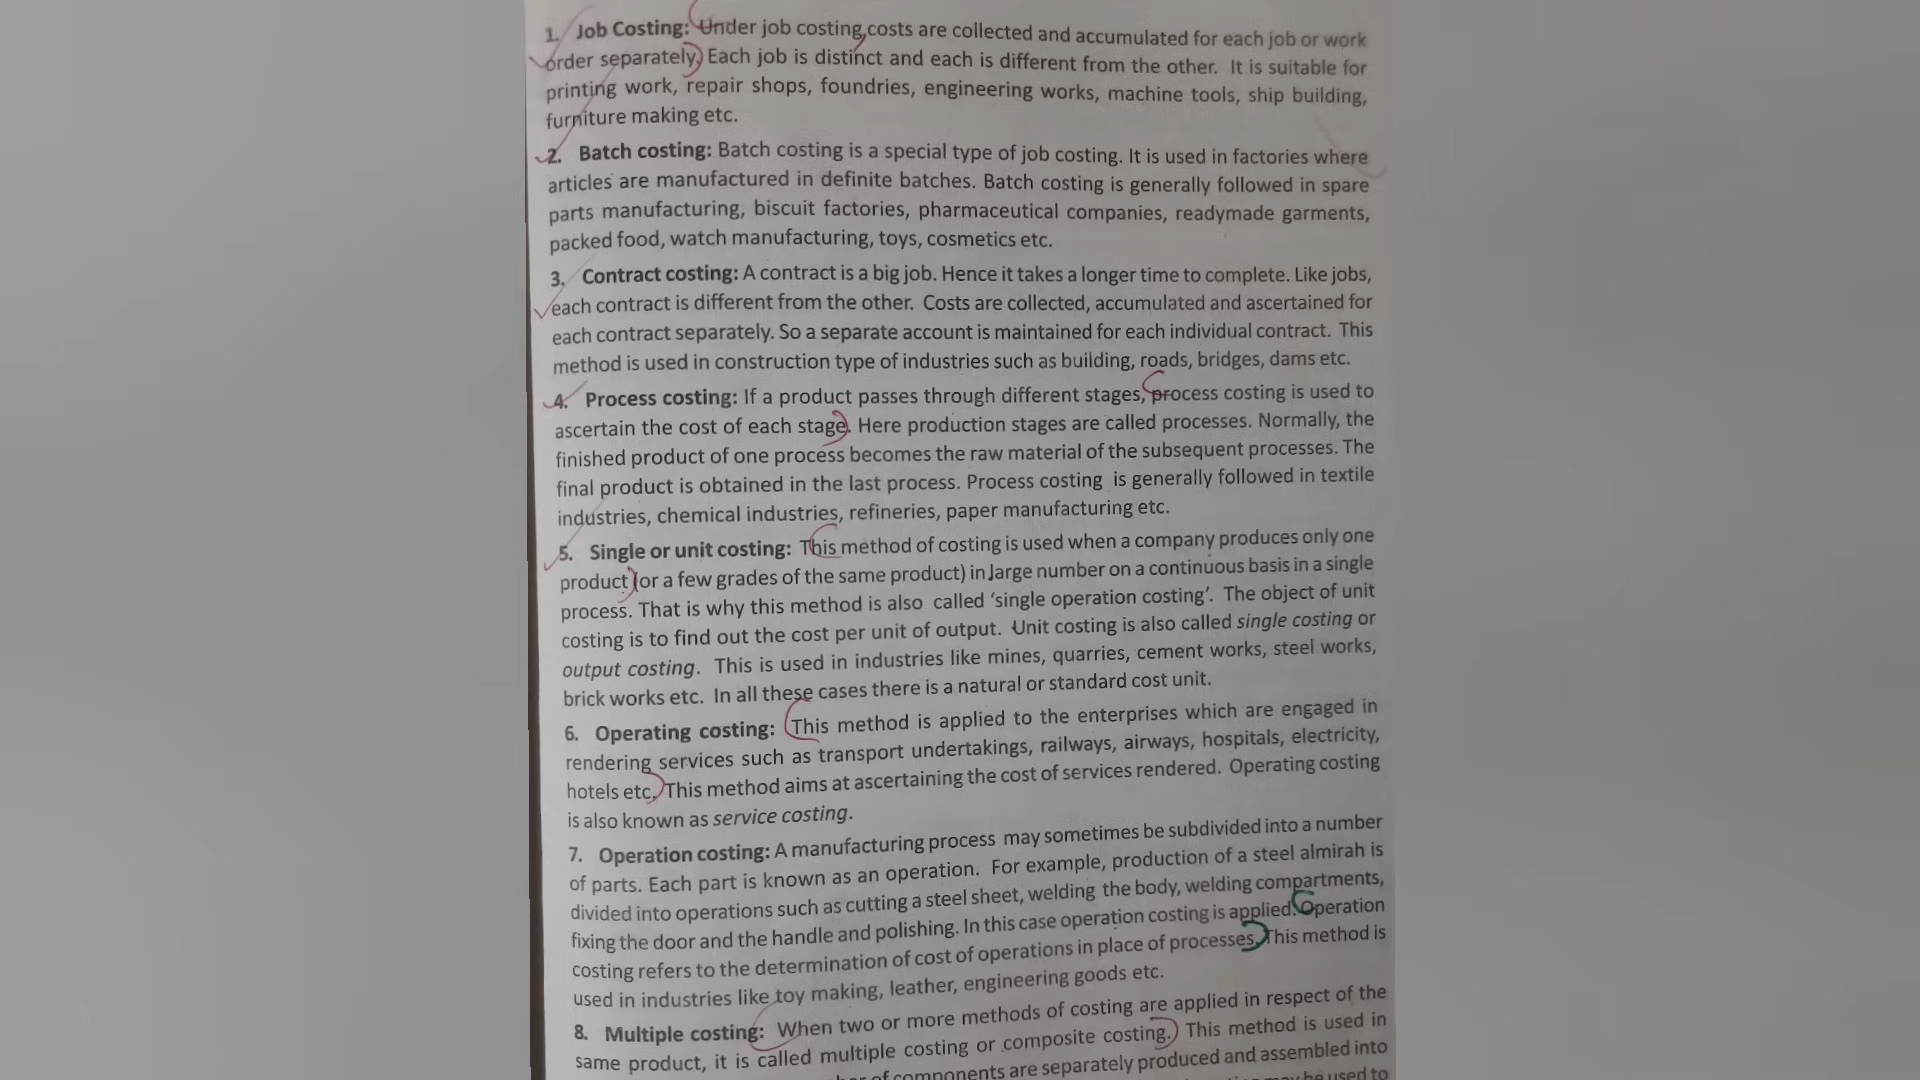 1. Job Costing: Under job costing, costs are collected and accumulated for each job or work
order separately. Each job is distinct and each is different from the other. It is suitable for
printing work, repair shops, foundries, engineering works, machine tools, ship building,
furniture making etc.
2. Batch costing: Batch costing is a special type of job costing. It is used in factories where
articles are manufactured in definite batches. Batch costing is generally followed in spare
parts manufacturing, biscuit factories, pharmaceutical companies, readymade garments,
packed food, watch manufacturing, toys, cosmetics etc.
3. Contract costing: A contract is a big job. Hence it takes a longer time to complete. Like jobs,
each contract is different from the other. Costs are collected, accumulated and ascertained for
each contract separately. So a separate account is maintained for each individual contract. This
method is used in construction type of industries such as building, roads, bridges, dams etc.
4. Process costing: If a product passes through different stages, process costing is used to
ascertain the cost of each stage. Here production stages are called processes. Normally, the
finished product of one process becomes the raw material of the subsequent processes. The
final product is obtained in the last process. Process costing is generally followed in textile
industries, chemical industries, refineries, paper manufacturing etc.
5. Single or unit costing: This method of costing is used when a company produces only one
product (or a few grades of the same product) in large number on a continuous basis in a single
process. That is why this method is also called ‘single operation costing’. The object of unit
costing is to find out the cost per unit of output. Unit costing is also called single costing or
output costing. This is used in industries like mines, quarries, cement works, steel works,
brick works etc. In all these cases there is a natural or standard cost unit.
6. Operating costing: This method is applied to the enterprises which are engaged in
rendering services such as transport undertakings, railways, airways, hospitals, electricity,
hotels etc. This method aims at ascertaining the cost of services rendered. Operating costing
is also known as service costing.
7. Operation costing: A manufacturing process may sometimes be subdivided into a number
of parts. Each part is known as an operation. For example, production of a steel almirah is
divided into operations such as cutting a steel sheet, welding the body, welding compartments,
fixing the door and the handle and polishing. In this case operation costing is applied. Operation
costing refers to the determination of cost of operations in place of processes. This method is
used in industries like toy making, leather, engineering goods etc.
8. Multiple costing: When two or more methods of costing are applied in respect of the
same product, it is called multiple costing or composite costing. This method is used in
of components are separately produced and assembled into
be used to